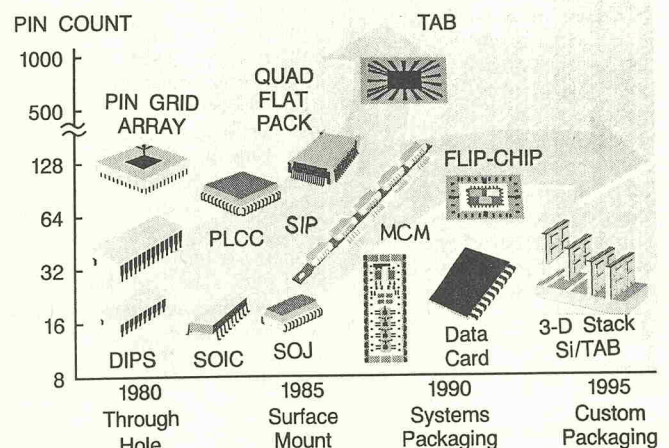 PIN COUNT
TAB
1000
QUAD
FLAT
PACK
500
PIN GRID
ARRAY
128
FLIP-CHIP
64
PLCC
SIP
MCM
32
16
DIPS
SOIC
SOJ
Data
Card
3-D Stack
Si/TAB
8
1980
1985
1990
1995
Through
Hole
Surface
Mount
Systems
Packaging
Custom
Packaging